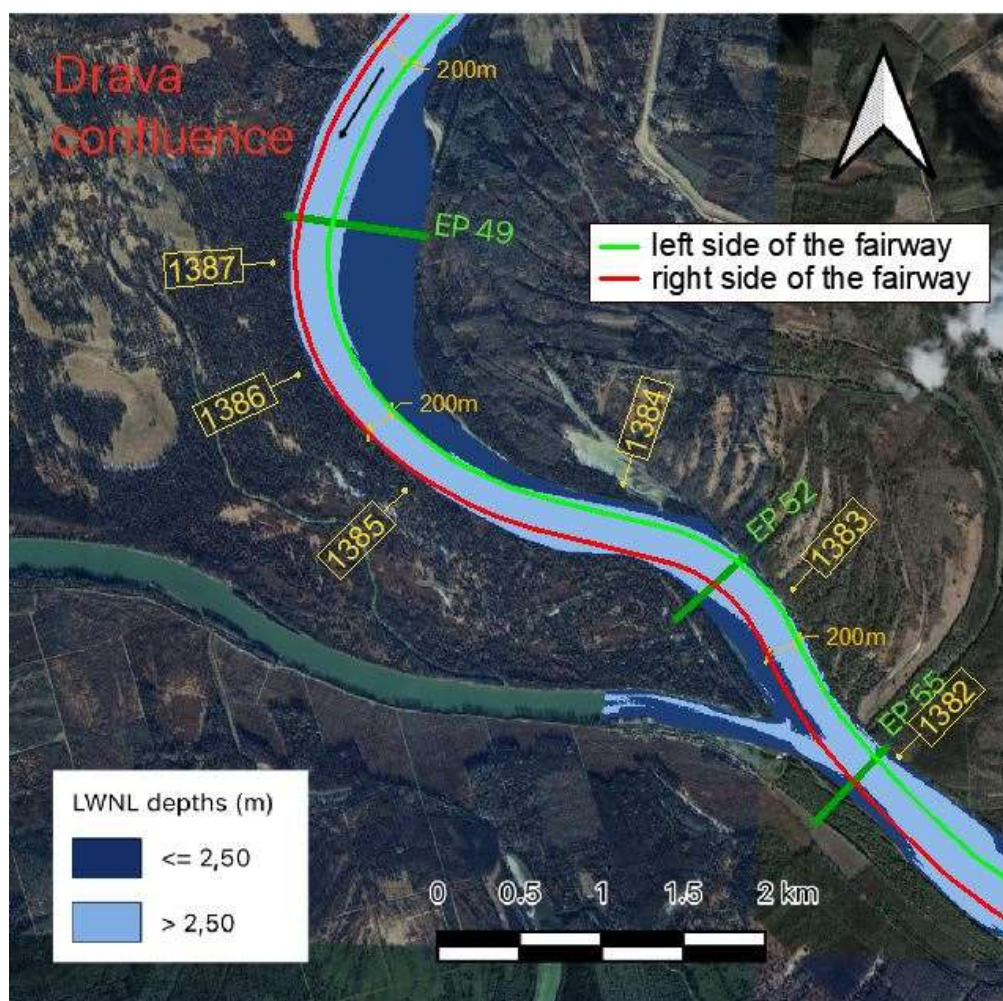 Drava
confluence
200m
EP 49
left side of the fairway
right side of the fairway
1387
1386
200m
1384
1385
EP 52
1383
200m
EP 55
1382
LWNL depths (m)
<= 2,50
> 2,50
0 0.5 1 1.5 2 km